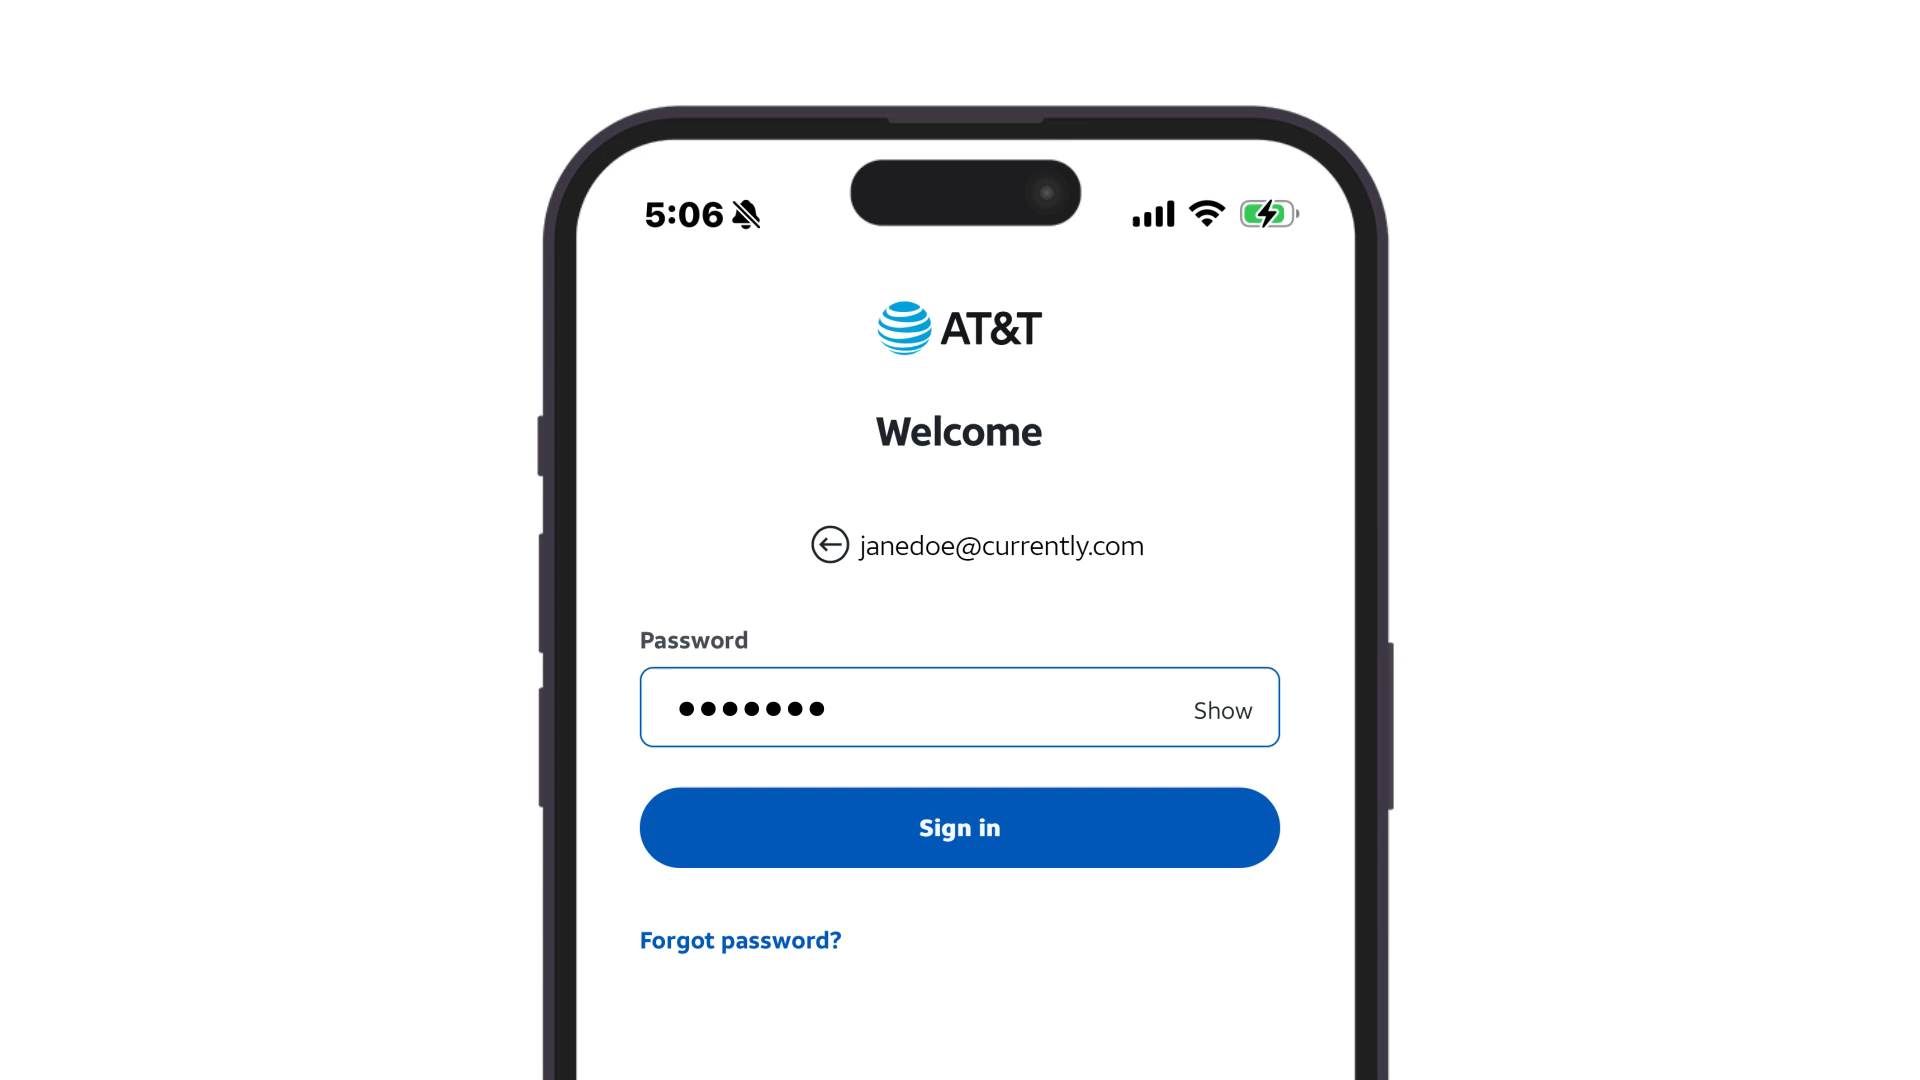 5:06
AT&T
Welcome
janedoe@currently.com
Password
●●●●●●●
Show
Sign in
Forgot password?